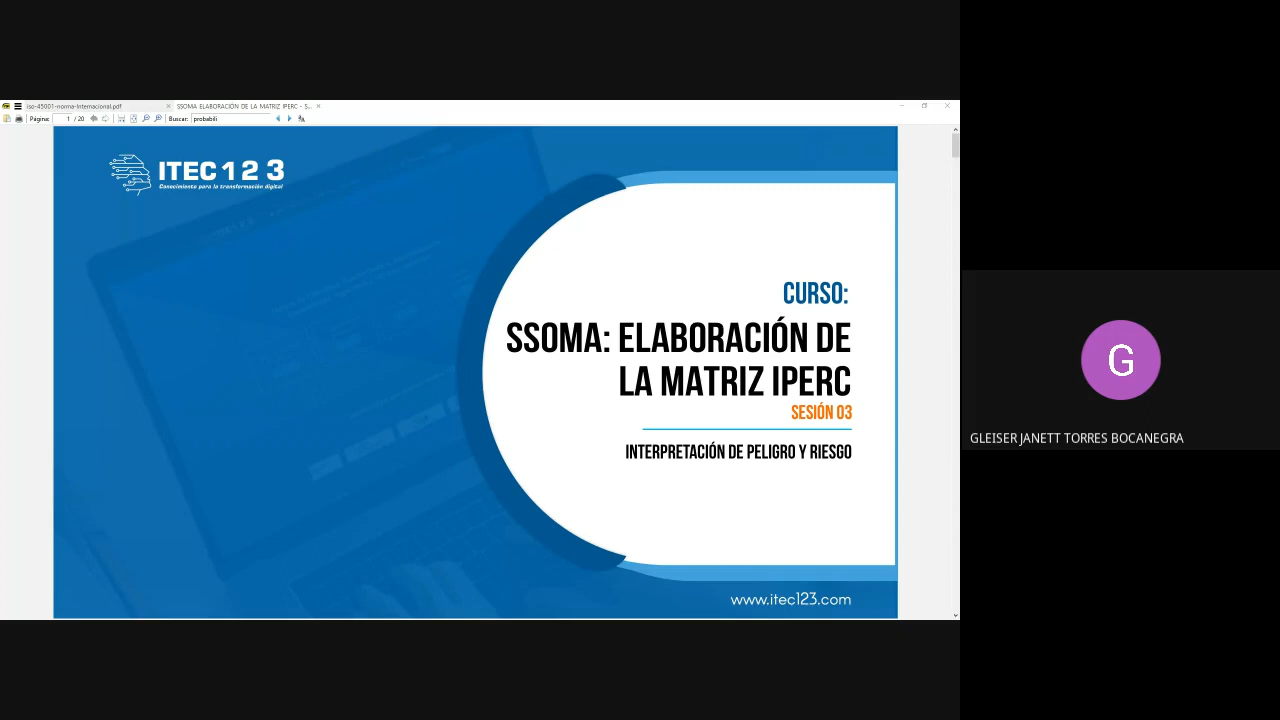 iso-45001-norma-Internacional.pdf
SSOMA ELABORACIÓN DE LA MATRIZ IPERC - S...
Página: 1 / 20 Buscar: probabili
ITEC 1 2 3
Conocimiento para la transformación digital
CURSO:
SSOMA: ELABORACIÓN DE
LA MATRIZ IPERC
SESIÓN 03
INTERPRETACIÓN DE PELIGRO Y RIESGO
www.itec123.com
G
GLEISER JANETT TORRES BOCANEGRA